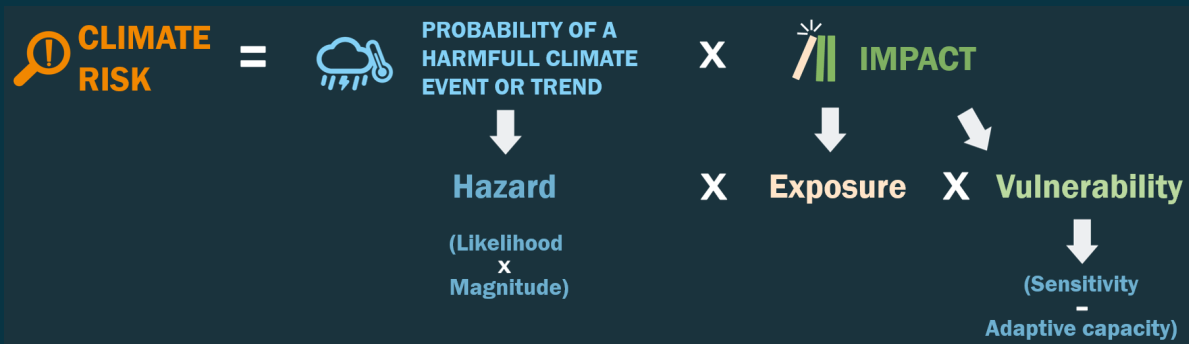 CLIMATE
RISK
=
PROBABILITY OF A
HARMFULL CLIMATE
EVENT OR TREND
X
IMPACT
Hazard
X
Exposure
X
Vulnerability
(Likelihood
x
Magnitude)
(Sensitivity
-
Adaptive capacity)